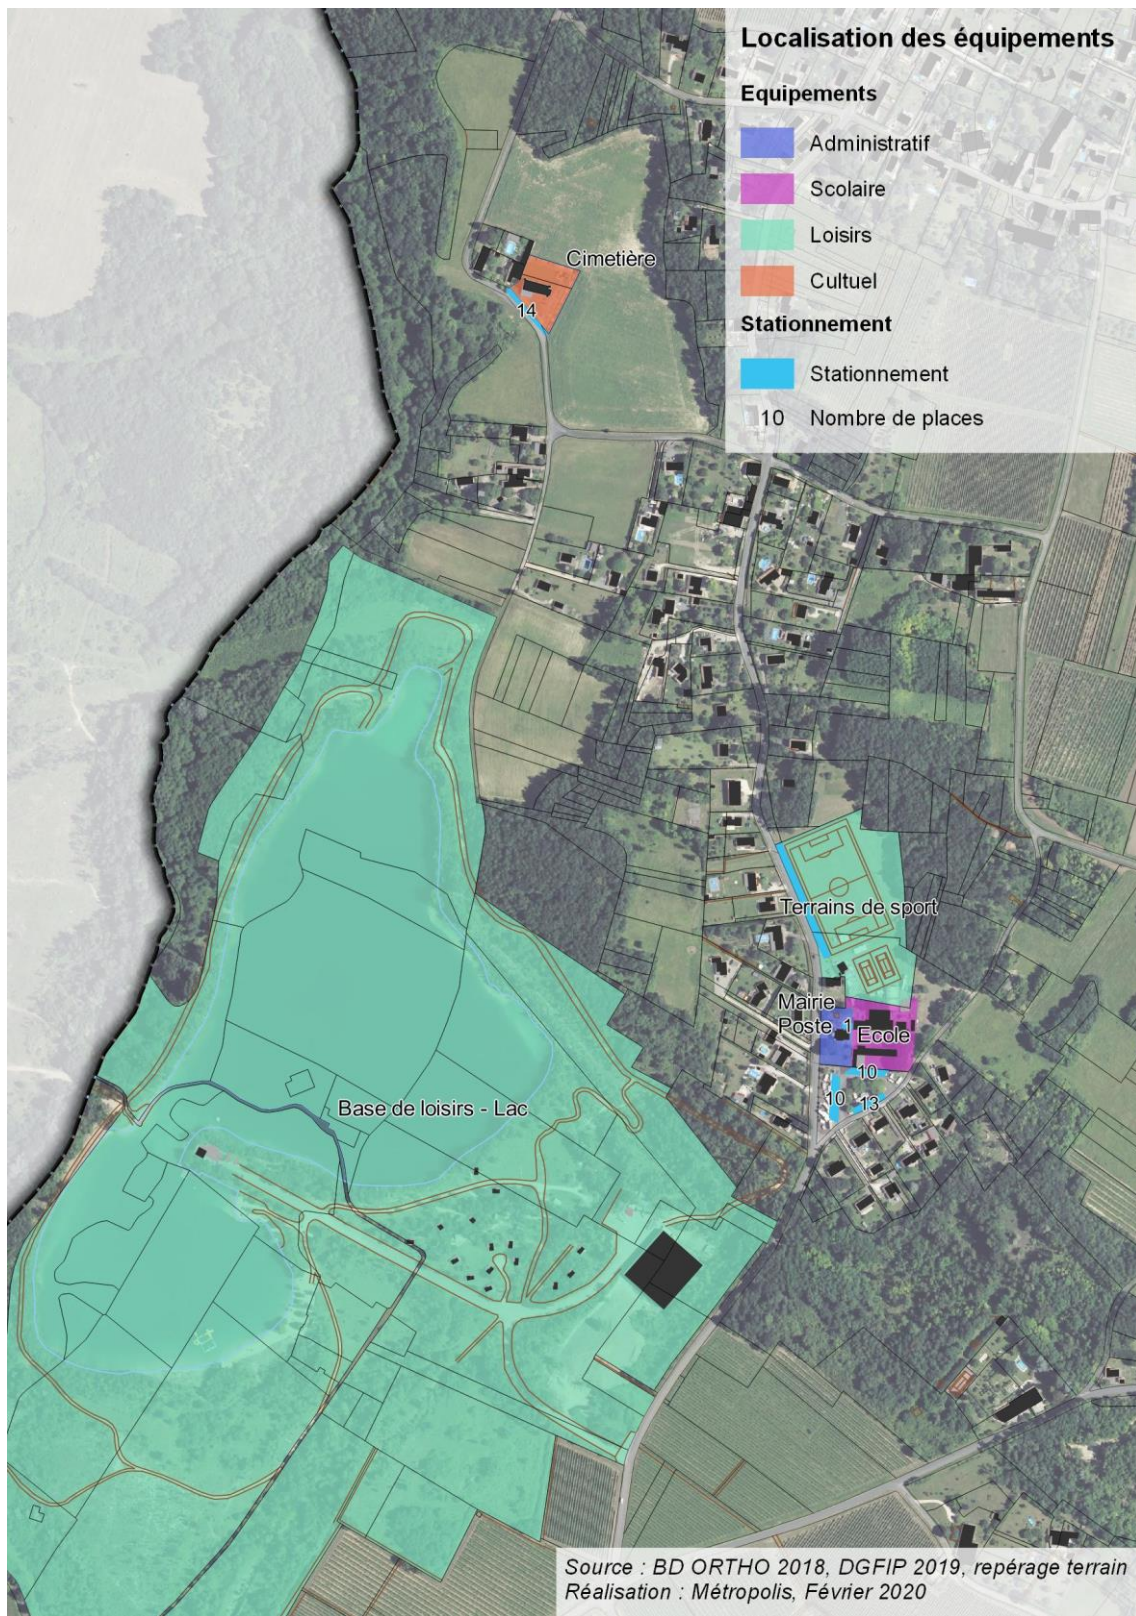 Localisation des équipements
Equipements
Administratif
Scolaire
Loisirs
Cultuel
Stationnement
Stationnement
10 Nombre de places
Cimetière
14
Terrains de sport
Mairie
Poste
1
Ecole
10
10
13
Base de loisirs - Lac
Source : BD ORTHO 2018, DGFIP 2019, repérage terrain
Réalisation : Métropolis, Février 2020